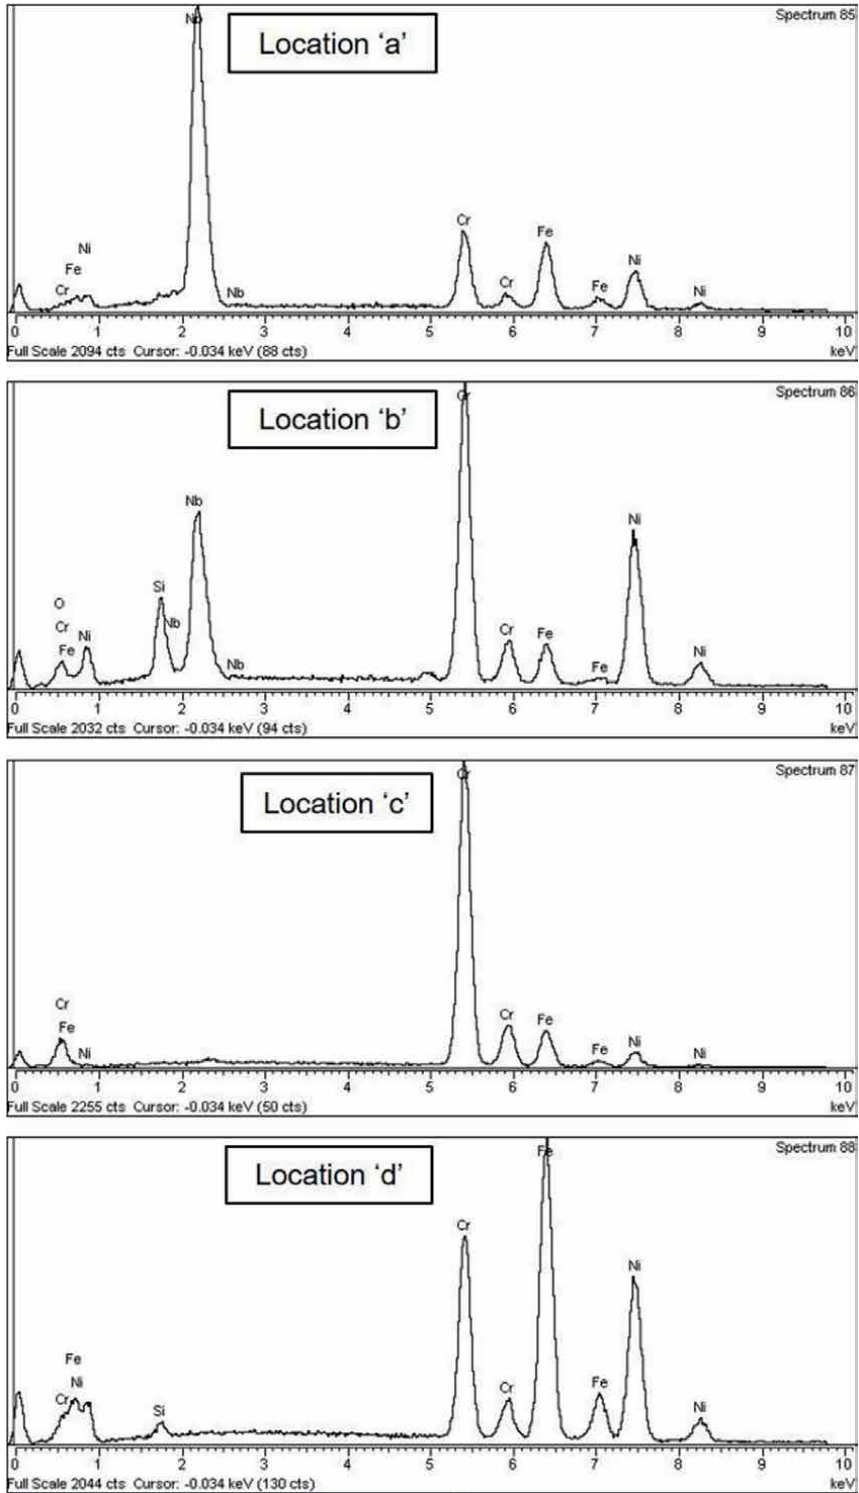 Spectrum 85
Location ‘a’
Nb
Cr
Fe
Ni
Cr
Fe
Ni
Nb
Cr
Fe
Ni
0 1 2 3 4 5 6 7 8 9 10
Full Scale 2094 cts Cursor: -0.034 keV (88 cts) keV
Spectrum 86
Location ‘b’
Cr
Nb
Ni
Si
O
Nb
Cr
Ni
Fe
Cr
Fe
Nb
Fe
Ni
0 1 2 3 4 5 6 7 8 9 10
Full Scale 2032 cts Cursor: -0.034 keV (94 cts) keV
Spectrum 87
Location ‘c’
Cr
Cr
Fe
Ni
Cr
Fe
Fe
Ni
Ni
0 1 2 3 4 5 6 7 8 9 10
Full Scale 2255 cts Cursor: -0.034 keV (50 cts) keV
Spectrum 88
Location ‘d’
Fe
Cr
Ni
Fe
Ni
Cr
Si
Cr
Fe
Ni
0 1 2 3 4 5 6 7 8 9 10
Full Scale 2044 cts Cursor: -0.034 keV (130 cts) keV